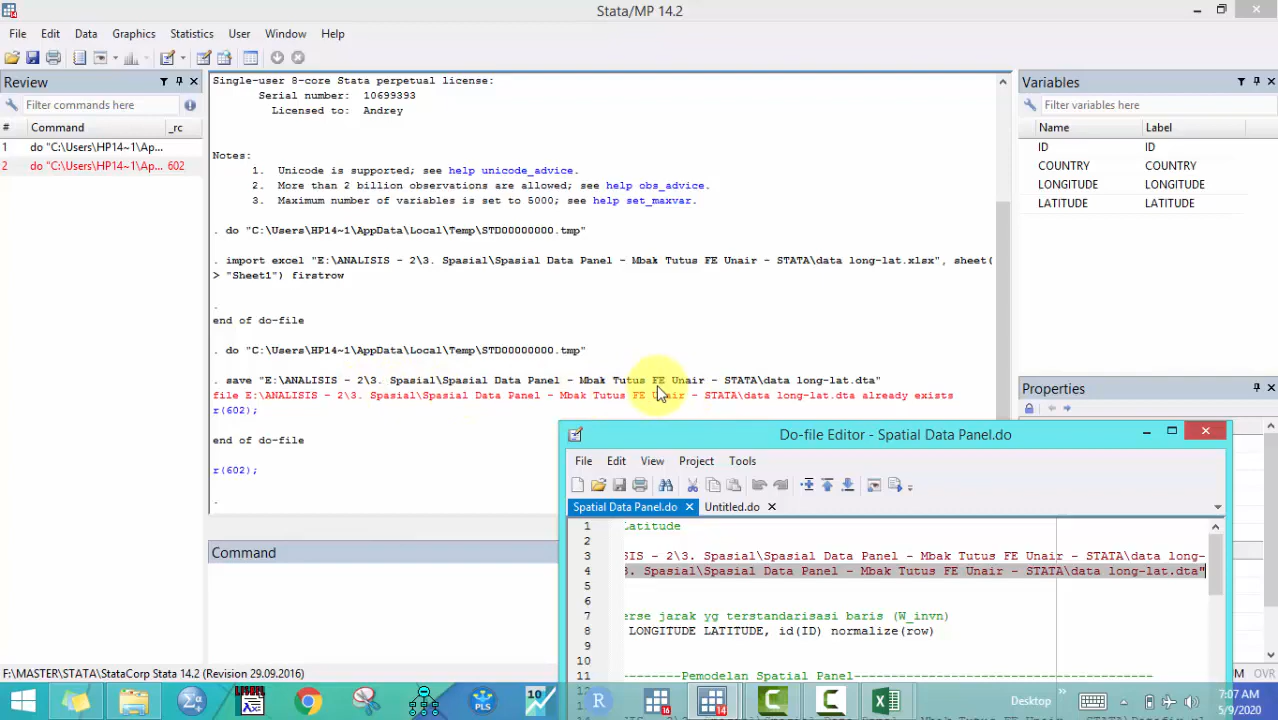 Stata/MP 14.2
File Edit Data Graphics Statistics User Window Help
Review
Filter commands here
# Command _rc
1 do "C:\Users\HP14~1\Ap...
2 do "C:\Users\HP14~1\Ap... 602
Single-user 8-core Stata perpetual license:
Serial number: 10699393
Licensed to: Andrey
Notes:
1. Unicode is supported; see help unicode_advice.
2. More than 2 billion observations are allowed; see help obs_advice.
3. Maximum number of variables is set to 5000; see help set_maxvar.
. do "C:\Users\HP14~1\AppData\Local\Temp\STD00000000.tmp"
. import excel "E:\ANALISIS - 2\3. Spasial\Spasial Data Panel - Mbak Tutus FE Unair - STATA\data long-lat.xlsx", sheet(
> "Sheet1") firstrow
.
end of do-file
. do "C:\Users\HP14~1\AppData\Local\Temp\STD00000000.tmp"
. save "E:\ANALISIS - 2\3. Spasial\Spasial Data Panel - Mbak Tutus FE Unair - STATA\data long-lat.dta"
file E:\ANALISIS - 2\3. Spasial\Spasial Data Panel - Mbak Tutus FE Unair - STATA\data long-lat.dta already exists
r(602);
end of do-file
r(602);
.
Command
Variables
Filter variables here
Name Label
ID ID
COUNTRY COUNTRY
LONGITUDE LONGITUDE
LATITUDE LATITUDE
Properties
Do-file Editor - Spatial Data Panel.do
File Edit View Project Tools
Spatial Data Panel.do Untitled.do
1 Latitude
2
3 SIS - 2\3. Spasial\Spasial Data Panel - Mbak Tutus FE Unair - STATA\data long-
4 3. Spasial\Spasial Data Panel - Mbak Tutus FE Unair - STATA\data long-lat.dta"
5
6
7 erse jarak yg terstandarisasi baris (W_invn)
8 LONGITUDE LATITUDE, id(ID) normalize(row)
9
10
11 --------Pemodelan Spatial Panel--------------------------------
12
F:\MASTER\STATA\StataCorp Stata 14.2 (Revision 29.09.2016)
OVR
Desktop
7:07 AM
5/9/2020